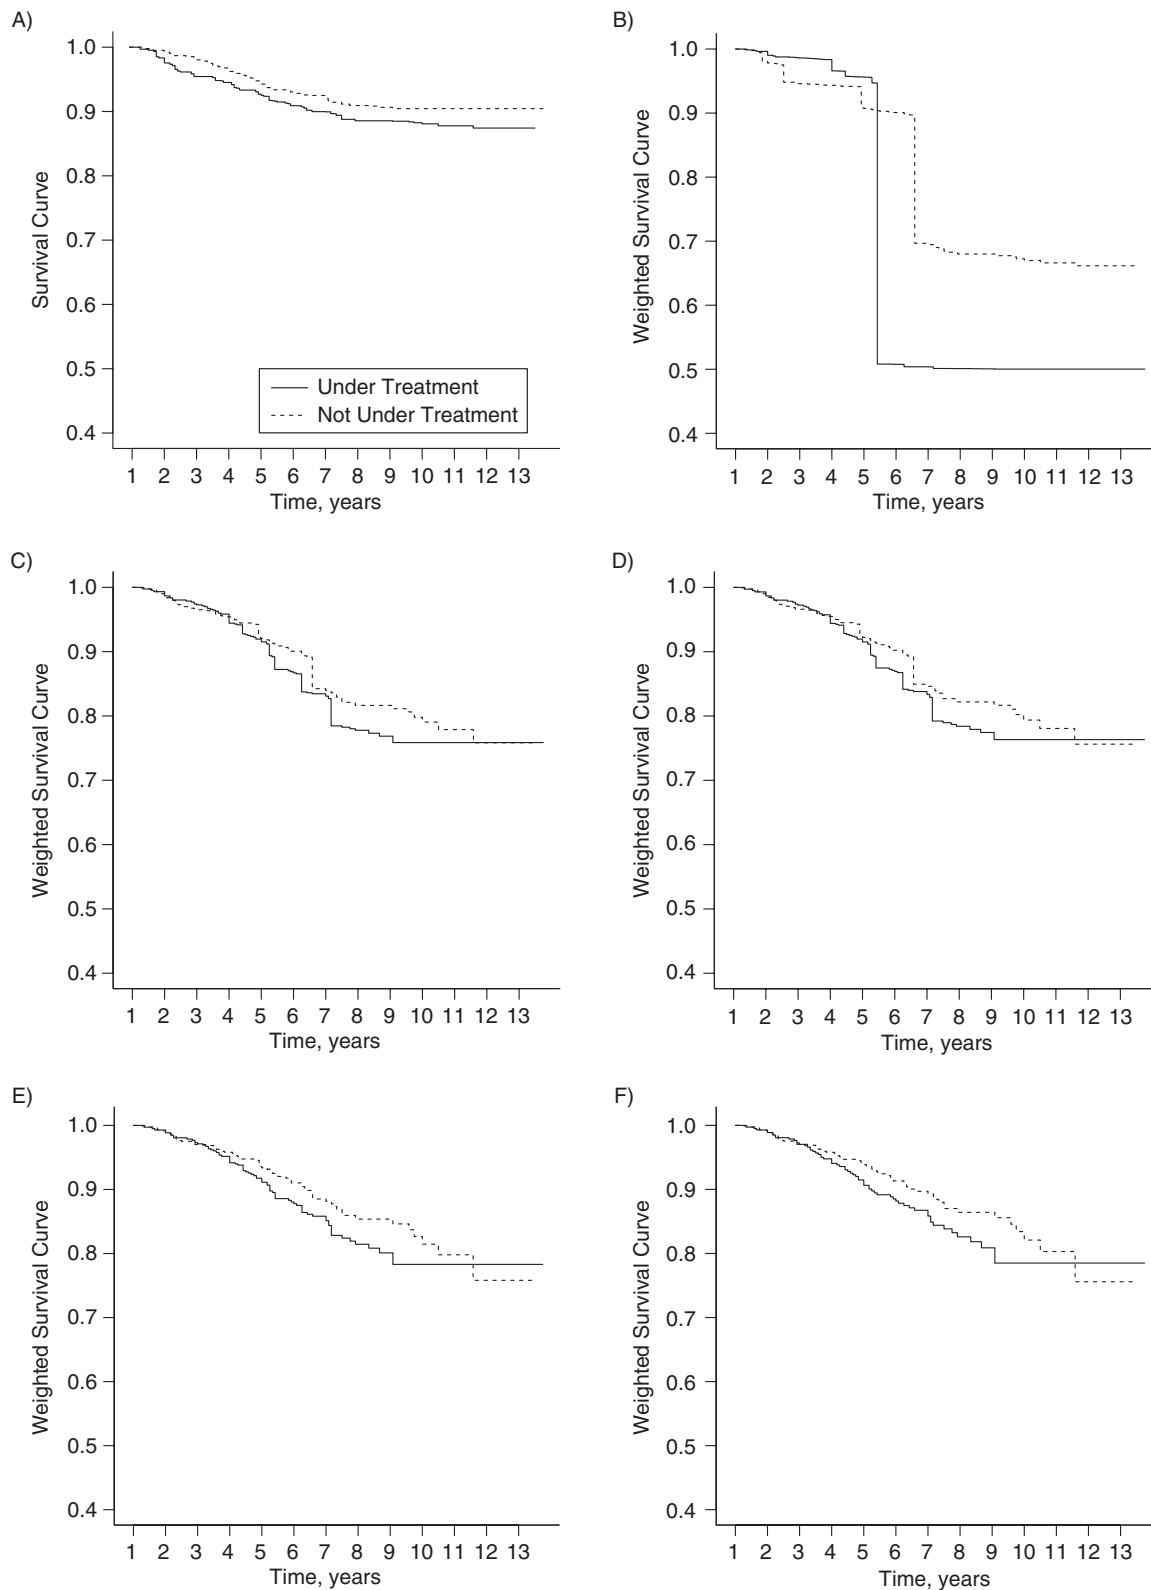 A)
1.0
0.9
0.8
0.7
0.6
0.5
0.4
Survival Curve
Under Treatment
Not Under Treatment
1 2 3 4 5 6 7 8 9 10 11 12 13
Time, years
B)
1.0
0.9
0.8
0.7
0.6
0.5
0.4
Weighted Survival Curve
1 2 3 4 5 6 7 8 9 10 11 12 13
Time, years
C)
1.0
0.9
0.8
0.7
0.6
0.5
0.4
Weighted Survival Curve
1 2 3 4 5 6 7 8 9 10 11 12 13
Time, years
D)
1.0
0.9
0.8
0.7
0.6
0.5
0.4
Weighted Survival Curve
1 2 3 4 5 6 7 8 9 10 11 12 13
Time, years
E)
1.0
0.9
0.8
0.7
0.6
0.5
0.4
Weighted Survival Curve
1 2 3 4 5 6 7 8 9 10 11 12 13
Time, years
F)
1.0
0.9
0.8
0.7
0.6
0.5
0.4
Weighted Survival Curve
1 2 3 4 5 6 7 8 9 10 11 12 13
Time, years